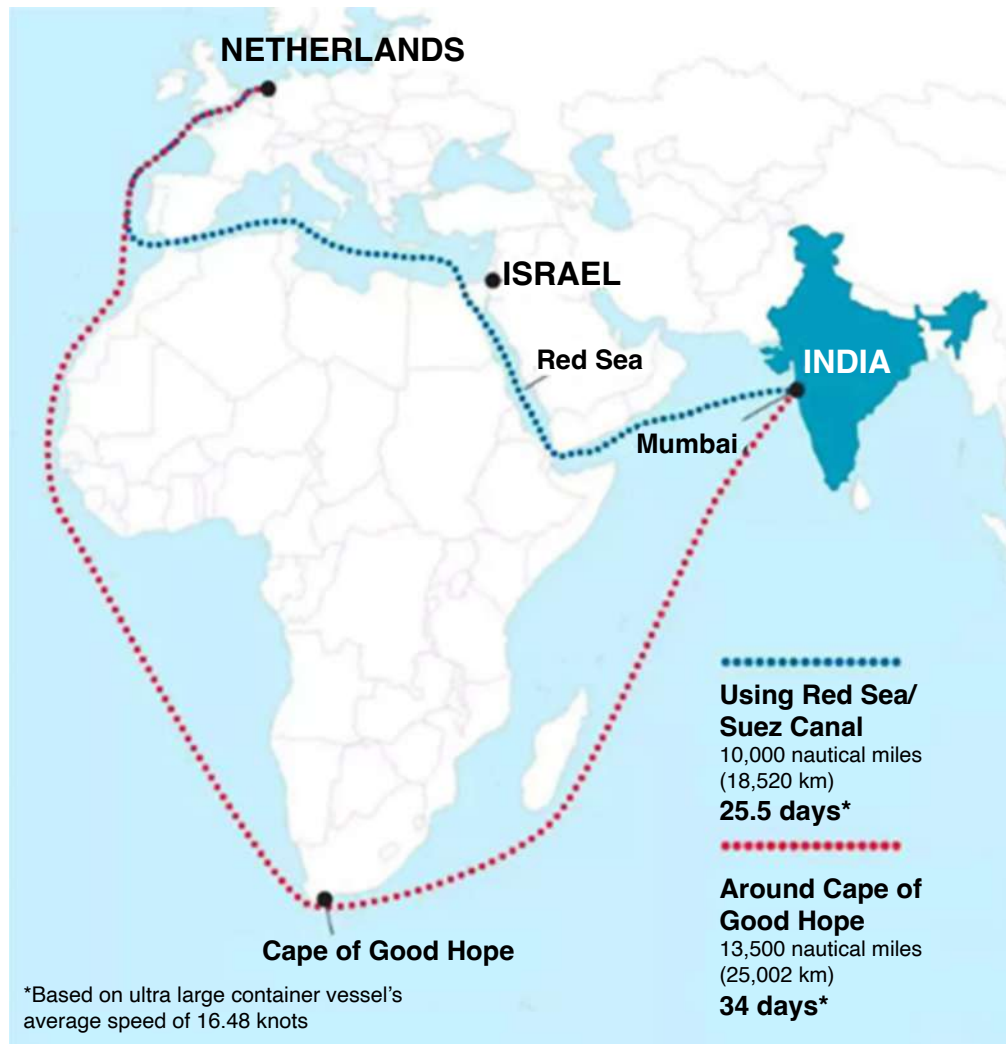 NETHERLANDS
ISRAEL
Red Sea
INDIA
Mumbai
Using Red Sea/
Suez Canal
10,000 nautical miles
(18,520 km)
25.5 days*
Around Cape of
Good Hope
13,500 nautical miles
(25,002 km)
34 days*
Cape of Good Hope
*Based on ultra large container vessel’s
average speed of 16.48 knots